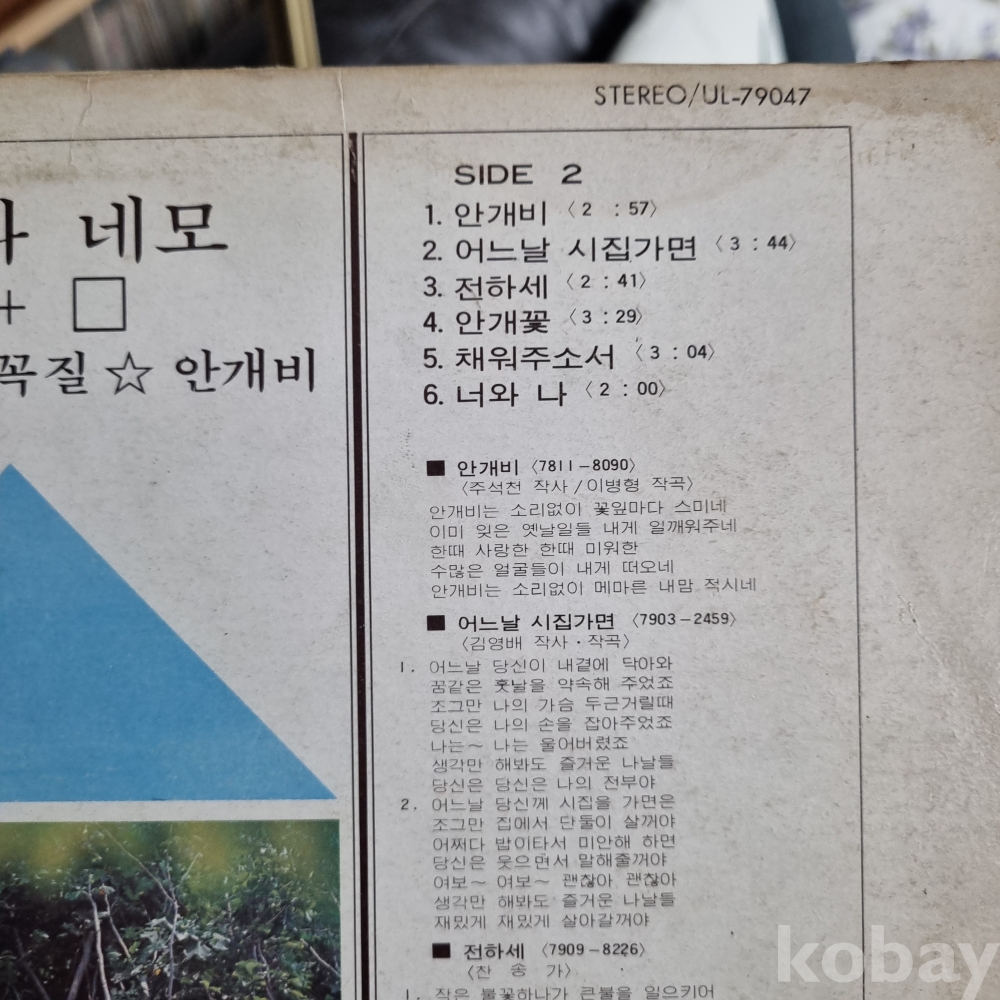 STEREO/UL-79047
네모
+ □
꼭질 ☆ 안개비
SIDE 2
1. 안개비 〈2 : 57〉
2. 어느날 시집가면 〈3 : 44〉
3. 전하세 〈2 : 41〉
4. 안개꽃 〈3 : 29〉
5. 채워주소서 〈3 : 04〉
6. 너와 나 〈2 : 00〉
■ 안개비 〈7811-8090〉
〈주석천 작사/이병형 작곡〉
안개비는 소리없이 꽃잎마다 스미네
이미 잊은 옛날일들 내게 일깨워주네
한때 사랑한 한때 미워한
수많은 얼굴들이 내게 떠오네
안개비는 소리없이 메마른 내맘 적시네
■ 어느날 시집가면 〈7903-2459〉
〈김영배 작사·작곡〉
1. 어느날 당신이 내곁에 닥아와
꿈같은 훗날을 약속해 주었죠
조그만 나의 가슴 두근거릴때
당신은 나의 손을 잡아주었죠
나는~ 나는 울어버렸죠
생각만 해봐도 즐거운 나날들
당신은 당신은 나의 전부야
2. 어느날 당신께 시집을 가면은
조그만 집에서 단둘이 살꺼야
어쩌다 밥이타서 미안해 하면
당신은 웃으면서 말해줄꺼야
여보~ 여보~ 괜찮아 괜찮아
생각만 해봐도 즐거운 나날들
재밌게 재밌게 살아갈꺼야
■ 전하세 〈7909-8226〉
〈찬 송 가〉
1. 작은 불꽃하나가 큰불을 일으키어
kobay